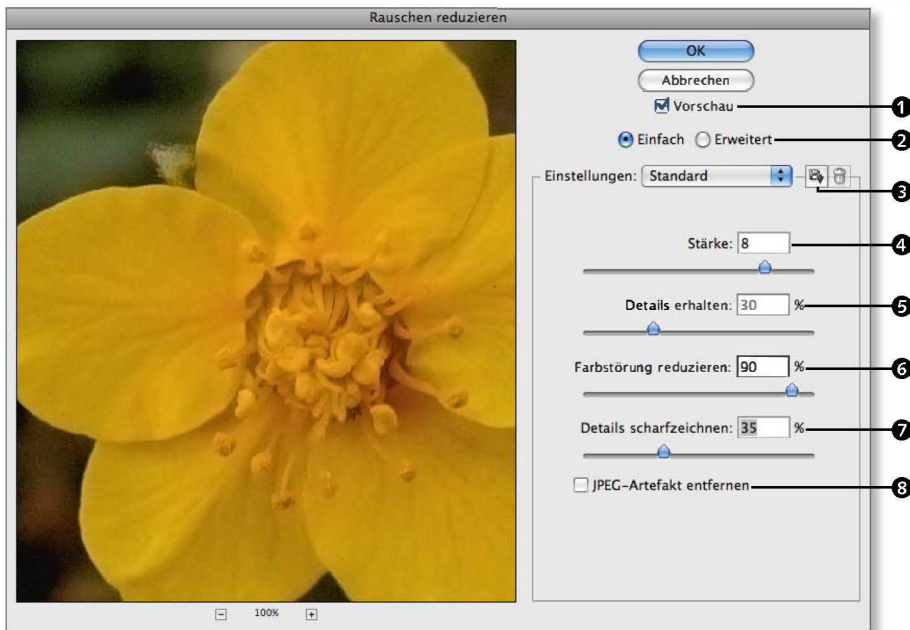 Rauschen reduzieren
OK
Abbrechen
Vorschau
1
Einfach Erweitert
2
Einstellungen: Standard
3
Stärke: 8
4
Details erhalten: 30 %
5
Farbstörung reduzieren: 90 %
6
Details scharfzeichnen: 35 %
7
JPEG-Artefakt entfernen
8
100%